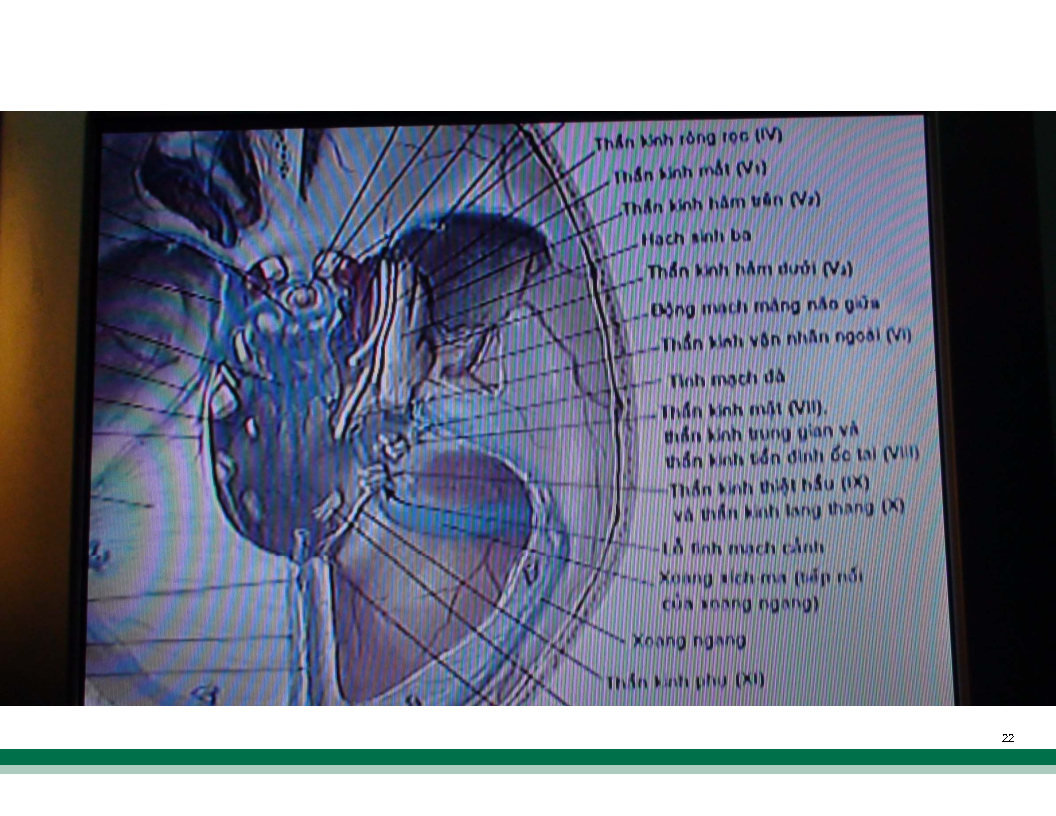 Thần kinh ròng rọc (IV)
Thần kinh mắt (V₁)
Thần kinh hàm trên (V₂)
Hạch sinh ba
Thần kinh hàm dưới (V₃)
Động mạch màng não giữa
Thần kinh vận nhãn ngoài (VI)
Tĩnh mạch đá
Thần kinh mặt (VII),
thần kinh trung gian và
thần kinh tiền đình ốc tai (VIII)
Thần kinh thiệt hầu (IX)
và thần kinh lang thang (X)
Lỗ tĩnh mạch cảnh
Xoang xích ma (tiếp nối
của xoang ngang)
Xoang ngang
Thần kinh phụ (XI)
22